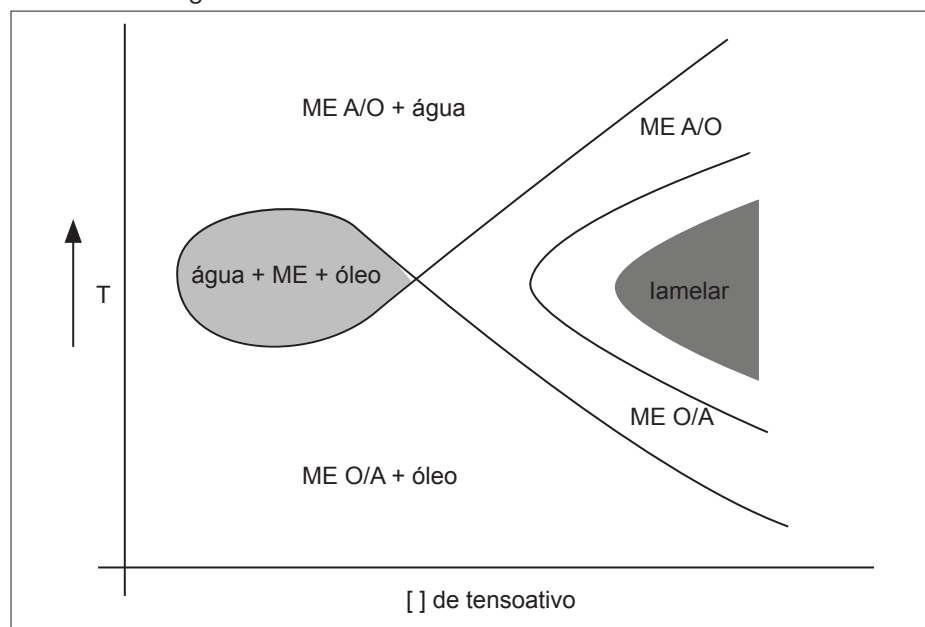 ME A/O + água
ME A/O
água + ME + óleo
lamelar
T
ME O/A
ME O/A + óleo
[ ] de tensoativo